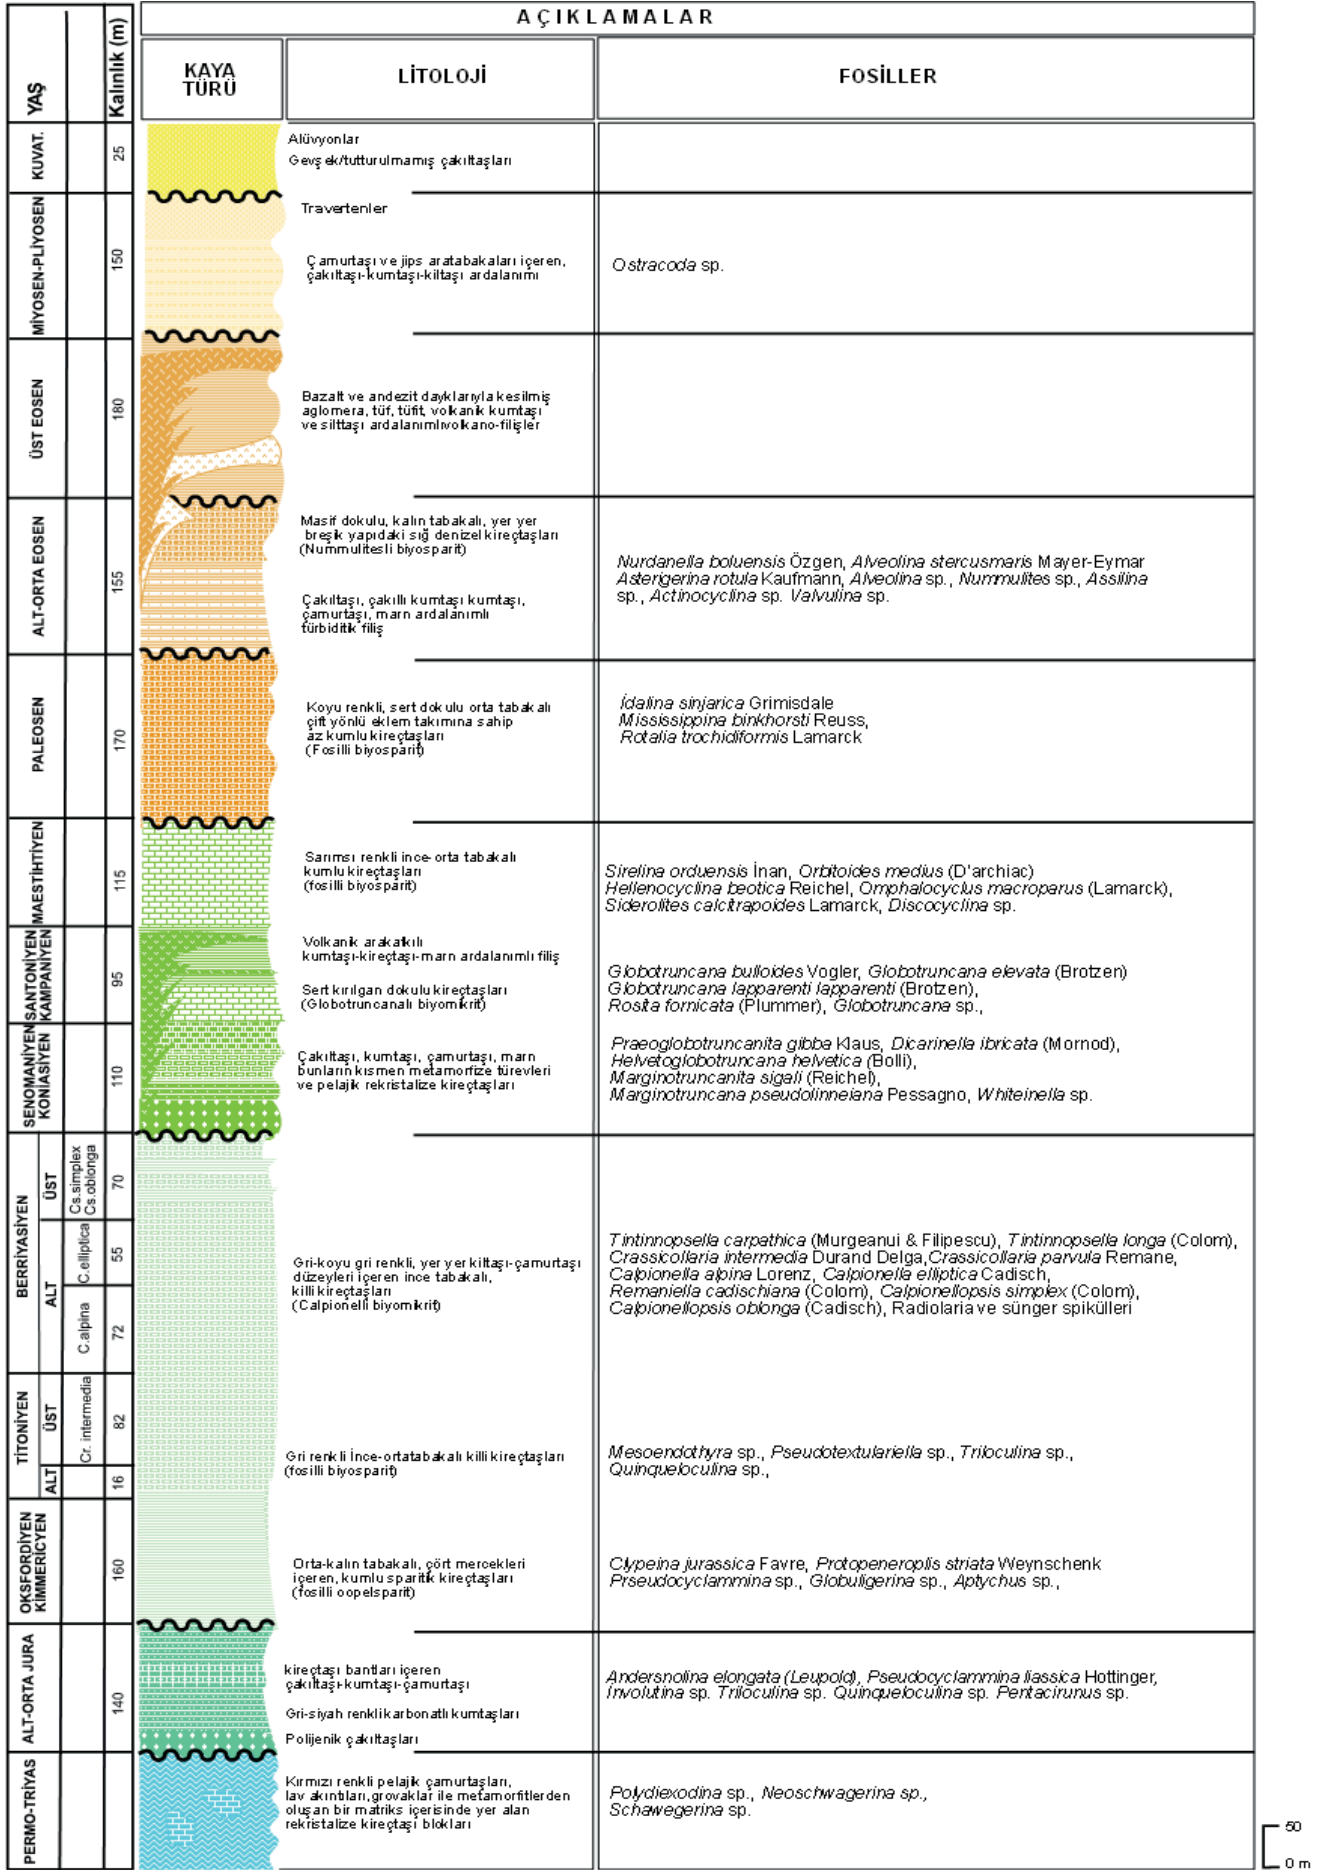 AÇIKLAMALAR
YAŞ
Kalınlık (m)
KAYA
TÜRÜ
LİTOLOJİ
FOSİLLER
KUVAT.
25
Alüvyonlar
Gevşek/tutturulmamış çakıltaşları
MİYOSEN-PLİYOSEN
150
Travertenler
Çamurtaşı ve jips aratabakaları içeren,
çakıltaşı-kumtaşı-kiltaşı ardalanımı
Ostracoda sp.
ÜST EOSEN
180
Bazalt ve andezit dayklarıyla kesilmiş
aglomera, tüf, tüfit, volkanik kumtaşı
ve silttaşı ardalanımlıvolkano-filişler
ALT-ORTA EOSEN
155
Masif dokulu, kalın tabakalı, yer yer
breşik yapıdaki sığ denizel kireçtaşları
(Nummulitesli biyosparit)
Çakıltaşı, çakıllı kumtaşı kumtaşı,
çamurtaşı, marn ardalanımlı
türbiditik filiş
Nurdanella boluensis Özgen, Alveolina stercusmaris Mayer-Eymar
Asterigerina rotula Kaufmann, Alveolina sp., Nummulites sp., Assilina
sp., Actinocyclina sp. Valvulina sp.
PALEOSEN
170
Koyu renkli, sert dokulu orta tabakalı
çift yönlü eklem takımına sahip
az kumlu kireçtaşları
(Fosilli biyosparit)
İdalina sinjarica Grimisdale
Mississippina binkhorsti Reuss,
Rotalia trochidiformis Lamarck
MAESTİHTİYEN
115
Sarımsı renkli ince-orta tabakalı
kumlu kireçtaşları
(fosilli biyosparit)
Sirelina orduensis İnan, Orbitoides medius (D'archiac)
Hellenocyclina beotica Reichel, Omphalocyclus macroparus (Lamarck),
Siderolites calcitrapoides Lamarck, Discocyclina sp.
SANTONİYEN
KAMPANİYEN
95
Volkanik arakatkılı
kumtaşı-kireçtaşı-marn ardalanımlı filiş
Sert kırılgan dokulu kireçtaşları
(Globotruncanalı biyomikrit)
Globotruncana bulloides Vogler, Globotruncana elevata (Brotzen)
Globotruncana lapparenti lapparenti (Brotzen),
Rosita fornicata (Plummer), Globotruncana sp.,
SENOMANİYEN
KONİASİYEN
110
Çakıltaşı, kumtaşı, çamurtaşı, marn
bunların kısmen metamorfize türevleri
ve pelajik rekristalize kireçtaşları
Praeoglobotruncanita gibba Klaus, Dicarinella ibricata (Mornod),
Helvetoglobotruncana helvetica (Bolli),
Marginotruncanita sigali (Reichel),
Marginotruncana pseudolinneiana Pessagno, Whiteinella sp.
BERRİYASİYEN
ÜST
Cs.simplex
Cs.oblonga
70
ALT
C.elliptica
55
C.alpina
72
Gri-koyu gri renkli, yer yer kiltaşı-çamurtaşı
düzeyleri içeren ince tabakalı,
killi kireçtaşları
(Calpionelli biyomikrit)
Tintinnopsella carpathica (Murgeanui & Filipescu), Tintinnopsella longa (Colom),
Crassicollaria intermedia Durand Delga,Crassicollaria parvula Remane,
Calpionella alpina Lorenz, Calpionella elliptica Cadisch,
Remaniella cadischiana (Colom), Calpionellopsis simplex (Colom),
Calpionellopsis oblonga (Cadisch), Radiolaria ve sünger spikülleri
TİTONİYEN
ÜST
Cr. intermedia
82
ALT
16
Gri renkli İnce-ortatabakalı killi kireçtaşları
(fosilli biyosparit)
Mesoendothyra sp., Pseudotextulariella sp., Triloculina sp.,
Quinqueloculina sp.,
OKSFORDİYEN
KİMMERİCYEN
160
Orta-kalın tabakalı, çört mercekleri
içeren, kumlu sparitik kireçtaşları
(fosilli oopelsparit)
Clypeina jurassica Favre, Protopeneroplis striata Weynschenk
Prseudocyclammina sp., Globuligerina sp., Aptychus sp.,
ALT-ORTA JURA
140
kireçtaşı bantları içeren
çakıltaşı-kumtaşı-çamurtaşı
Gri-siyah renkli karbonatlı kumtaşları
Polijenik çakıltaşları
Andersnolina elongata (Leupold), Pseudocyclammina liassica Hottinger,
İnvolutina sp. Triloculina sp. Quinqueloculina sp. Pentacirunus sp.
PERMO-TRİYAS
Kırmızı renkli pelajik çamurtaşları,
lav akıntıları,grovaklar ile metamorfitlerden
oluşan bir matriks içerisinde yer alan
rekristalize kireçtaşı blokları
Polydiexodina sp., Neoschwagerina sp.,
Schawegerina sp.
50
0 m